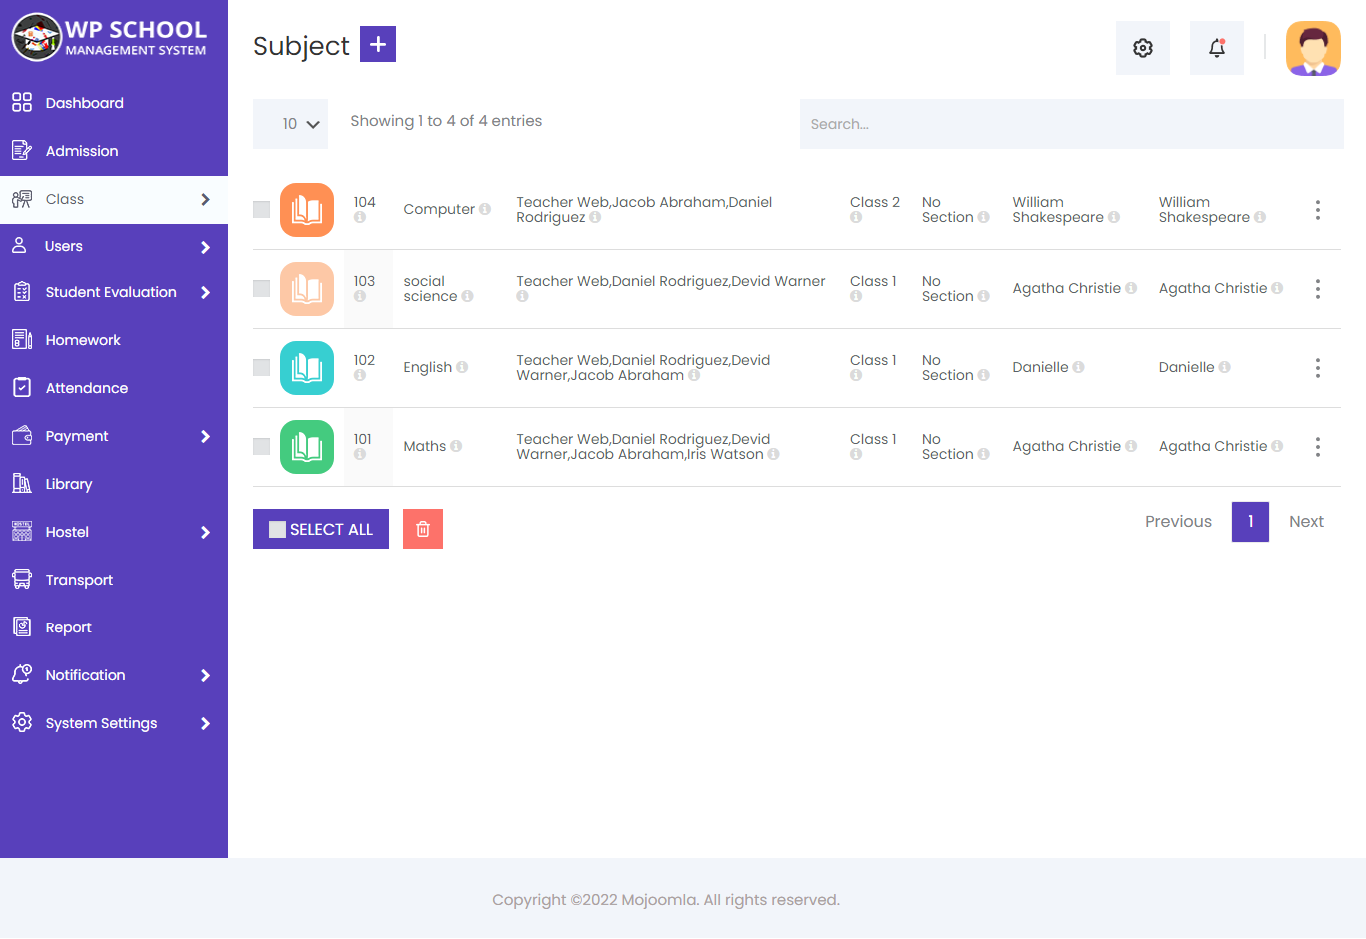 WP SCHOOL
MANAGEMENT SYSTEM
Dashboard
Admission
Class
Users
Student Evaluation
Homework
Attendance
Payment
Library
Hostel
Transport
Report
Notification
System Settings
Subject +
10
Showing 1 to 4 of 4 entries
Search...
104
Computer
Teacher Web,Jacob Abraham,Daniel
Rodriguez
Class 2
No
Section
William
Shakespeare
William
Shakespeare
103
social
science
Teacher Web,Daniel Rodriguez,Devid Warner
Class 1
No
Section
Agatha Christie
Agatha Christie
102
English
Teacher Web,Daniel Rodriguez,Devid
Warner,Jacob Abraham
Class 1
No
Section
Danielle
Danielle
101
Maths
Teacher Web,Daniel Rodriguez,Devid
Warner,Jacob Abraham,Iris Watson
Class 1
No
Section
Agatha Christie
Agatha Christie
SELECT ALL
Previous
1
Next
Copyright ©2022 Mojoomla. All rights reserved.